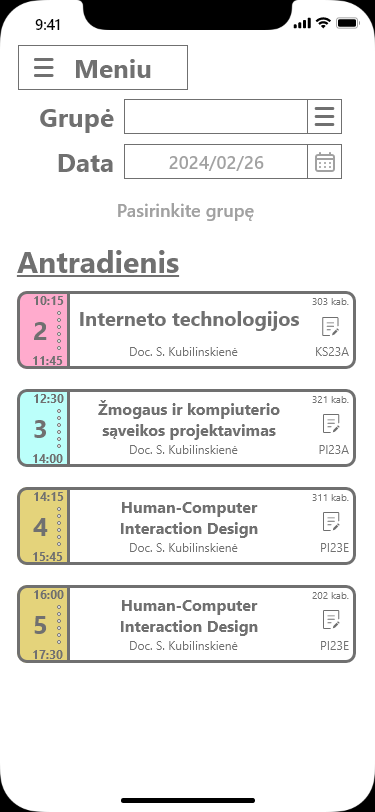 9:41
☰ Meniu
Grupė
Data 2024/02/26
Pasirinkite grupę
Antradienis
10:15
303 kab.
2
Interneto technologijos
11:45
Doc. S. Kubilinskienė
KS23A
12:30
321 kab.
3
Žmogaus ir kompiuterio
sąveikos projektavimas
14:00
Doc. S. Kubilinskienė
PI23A
14:15
311 kab.
4
Human-Computer
Interaction Design
15:45
Doc. S. Kubilinskienė
PI23E
16:00
202 kab.
5
Human-Computer
Interaction Design
17:30
Doc. S. Kubilinskienė
PI23E